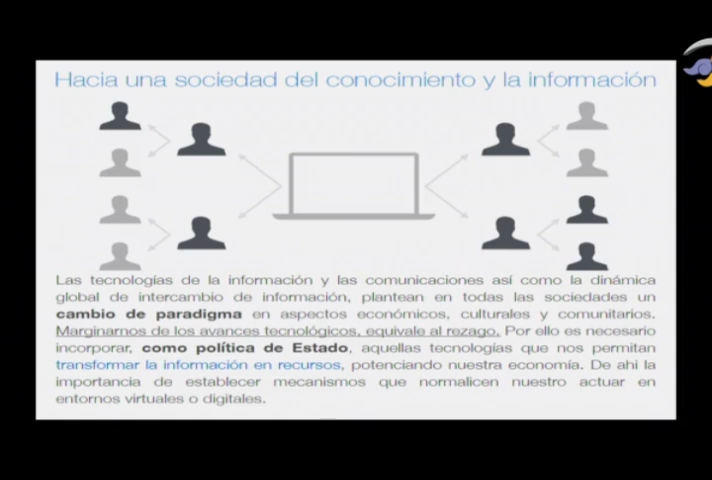 Hacia una sociedad del conocimiento y la información
Las tecnologías de la información y las comunicaciones así como la dinámica
global de intercambio de información, plantean en todas las sociedades un
cambio de paradigma en aspectos económicos, culturales y comunitarios.
Marginarnos de los avances tecnológicos, equivale al rezago. Por ello es necesario
incorporar, como política de Estado, aquellas tecnologías que nos permitan
transformar la información en recursos, potenciando nuestra economía. De ahi la
importancia de establecer mecanismos que normalicen nuestro actuar en
entornos virtuales o digitales.